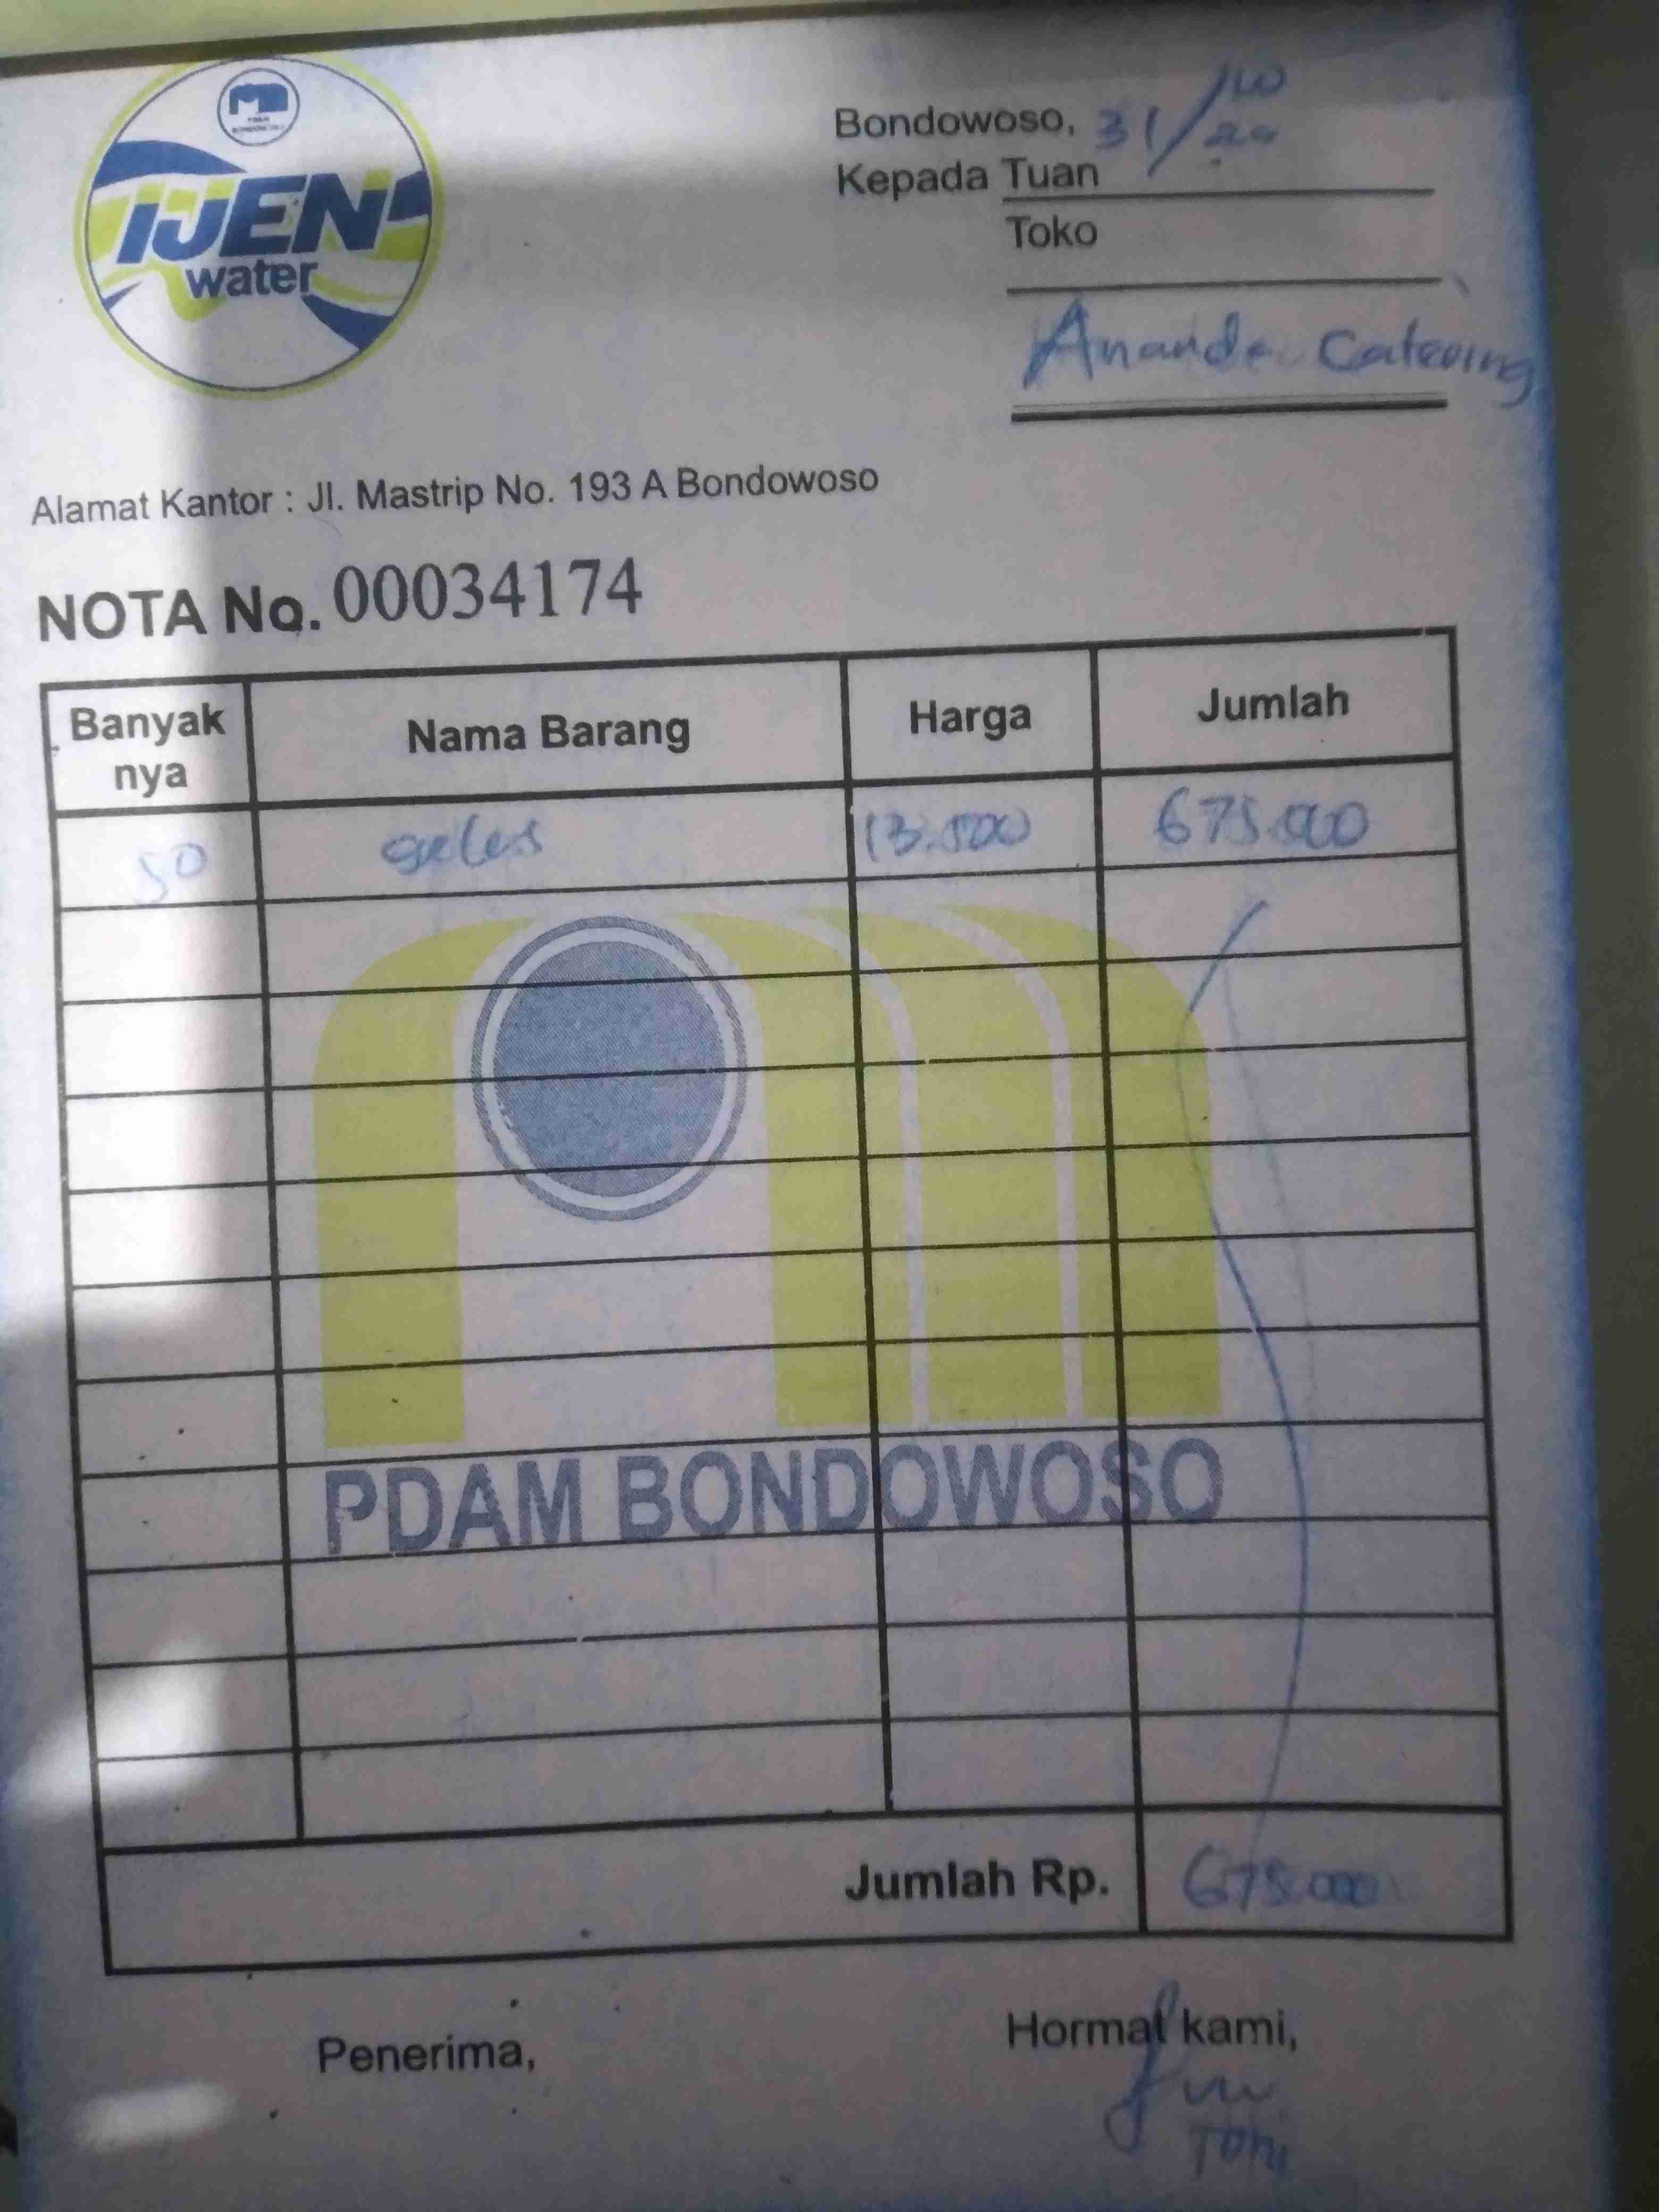 PDAM
BONDOWOSO
IJEN
water
Bondowoso, 31/10
Kepada Tuan
Toko
Ananda Catering
Alamat Kantor : Jl. Mastrip No. 193 A Bondowoso
NOTA No. 00034174
Banyak nya Nama Barang Harga Jumlah
50 gelas 13.500 675.000
PDAM BONDOWOSO
Jumlah Rp. 675.000
Penerima, Hormat kami,